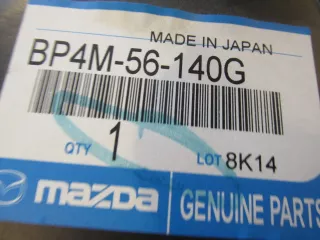 MADE IN JAPAN
BP4M-56-140G
QTY 1 LOT 8K14
mazda GENUINE PARTS